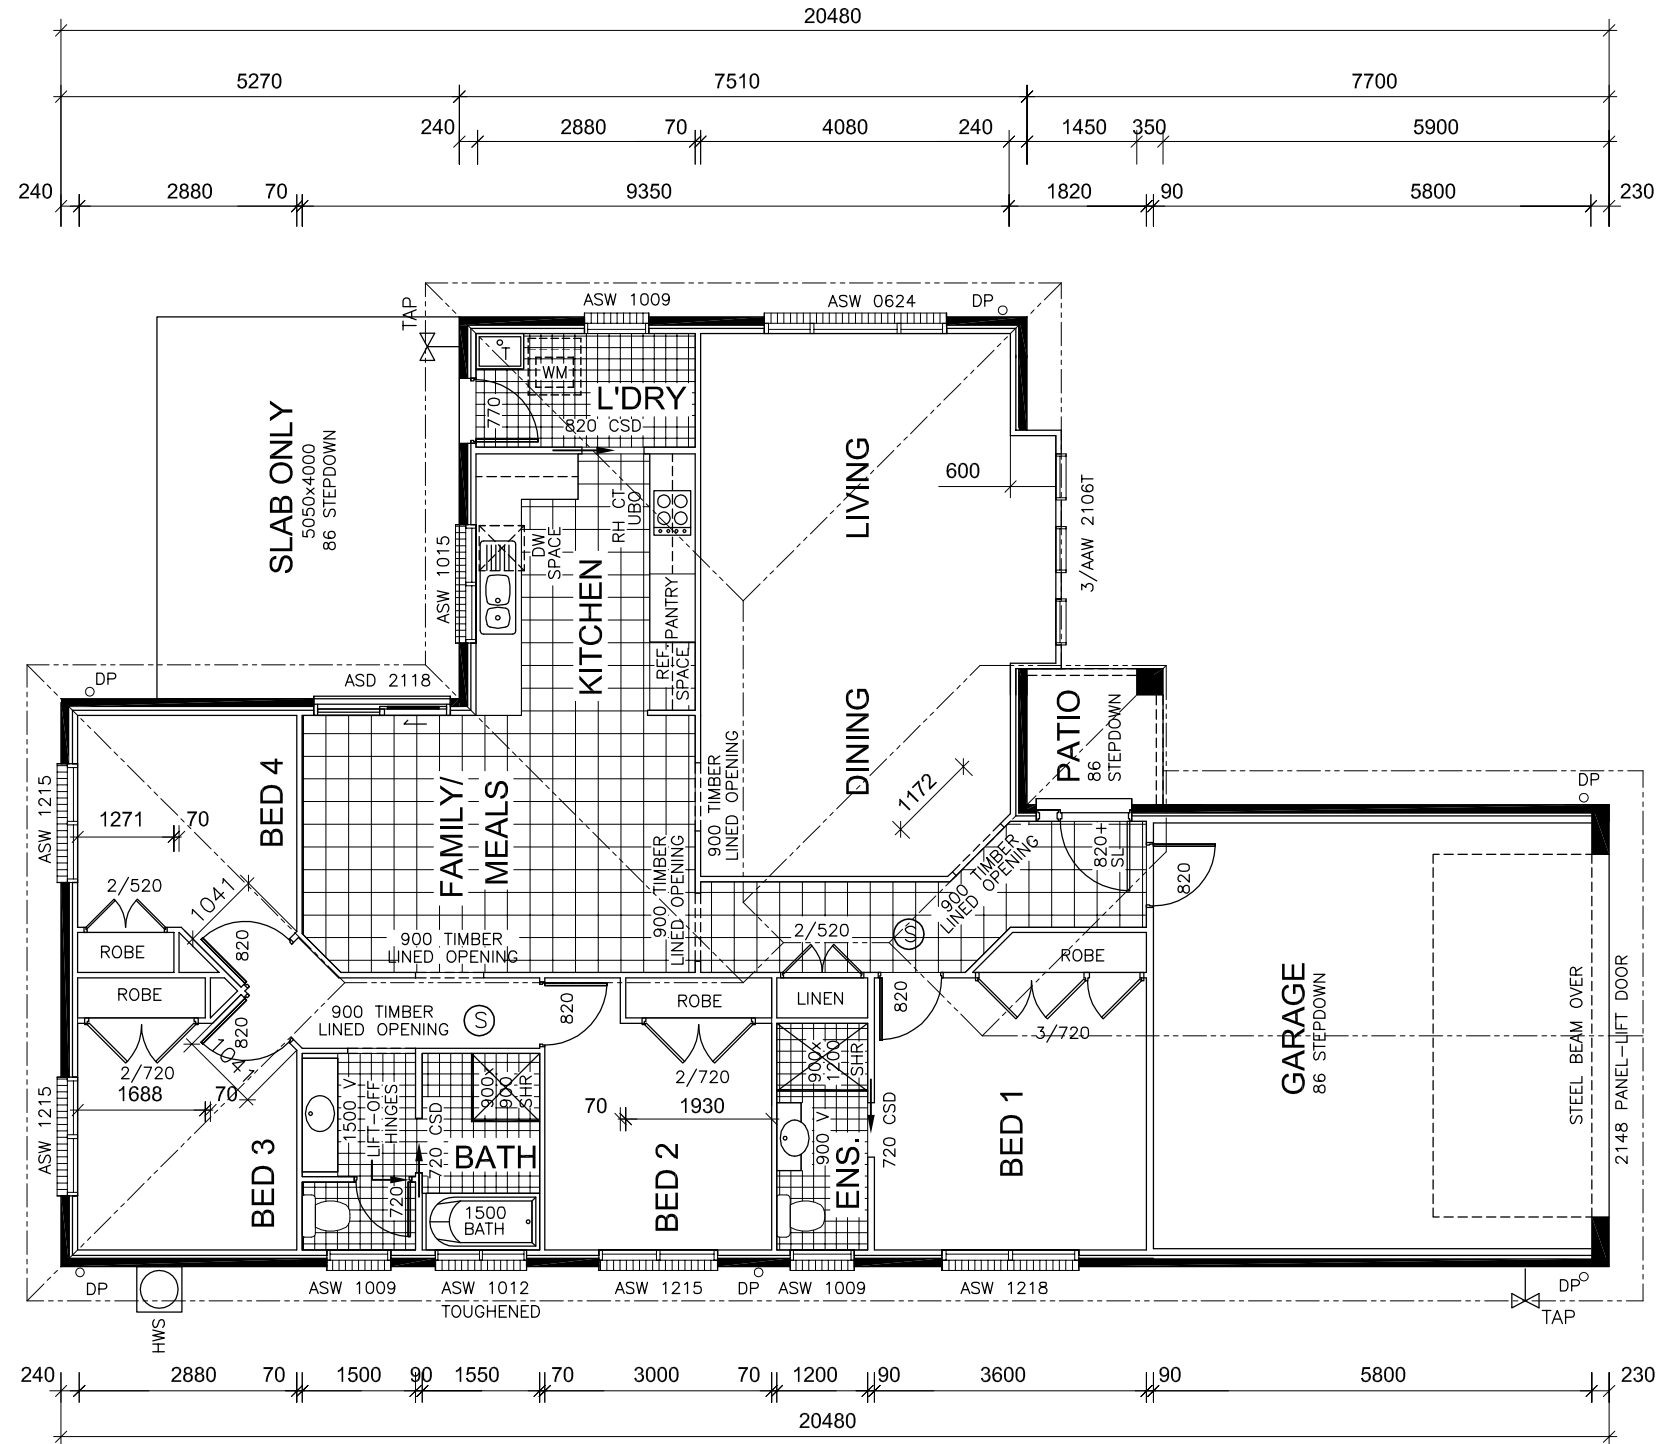 20480
5270 7510 7700
240 2880 70 4080 240 1450 350 5900
240 2880 70 9350 1820 90 5800 230
TAP
ASW 1009
ASW 0624
DP
T
WM
L'DRY
770
820 CSD
SLAB ONLY
5050x4000
86 STEPDOWN
LIVING
600
3/AAW 2106T
RH CT
UBO
DW
SPACE
ASW 1015
KITCHEN
PANTRY
REF.
SPACE
DP
ASD 2118
DINING
PATIO
86
STEPDOWN
1172
900 TIMBER
LINED OPENING
DP
ASW 1215
1271 70
BED 4
FAMILY/
MEALS
820+
SL
820
900 TIMBER
LINED OPENING
900 TIMBER
LINED OPENING
2/520
1041
820
ROBE
900 TIMBER
LINED OPENING
2/520
S
ROBE
ROBE
820
900 TIMBER
LINED OPENING
S
820
ROBE
LINEN
820
3/720
GARAGE
86 STEPDOWN
STEEL BEAM OVER
2148 PANEL-LIFT DOOR
1041
2/720
1688 70
ASW 1215
BED 3
1500 V
LIFT-OFF
HINGES
720
720 CSD
900x
900
SHR
BATH
1500
BATH
2/720
70 1930
BED 2
900x
1200
SHR
900 V
ENS.
720 CSD
BED 1
DP
HWS
ASW 1009
ASW 1012
TOUGHENED
ASW 1215
DP
ASW 1009
ASW 1218
DP
TAP
240 2880 70 1500 90 1550 70 3000 70 1200 90 3600 90 5800 230
20480